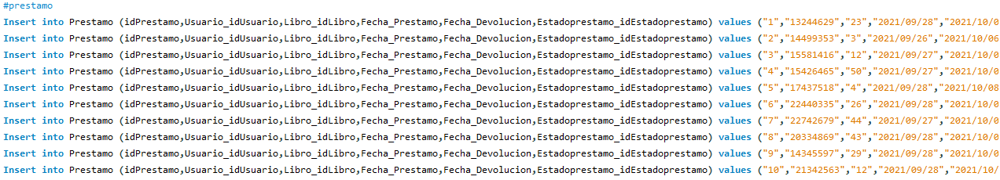 #prestamo
Insert into Prestamo (idPrestamo,Usuario_idUsuario,Libro_idLibro,Fecha_Prestamo,Fecha_Devolucion,Estadoprestamo_idEstadoprestamo) values ("1","13244629","23","2021/09/28","2021/10/0
Insert into Prestamo (idPrestamo,Usuario_idUsuario,Libro_idLibro,Fecha_Prestamo,Fecha_Devolucion,Estadoprestamo_idEstadoprestamo) values ("2","14499353","3","2021/09/26","2021/10/06
Insert into Prestamo (idPrestamo,Usuario_idUsuario,Libro_idLibro,Fecha_Prestamo,Fecha_Devolucion,Estadoprestamo_idEstadoprestamo) values ("3","15581416","12","2021/09/27","2021/10/0
Insert into Prestamo (idPrestamo,Usuario_idUsuario,Libro_idLibro,Fecha_Prestamo,Fecha_Devolucion,Estadoprestamo_idEstadoprestamo) values ("4","15426465","50","2021/09/27","2021/10/0
Insert into Prestamo (idPrestamo,Usuario_idUsuario,Libro_idLibro,Fecha_Prestamo,Fecha_Devolucion,Estadoprestamo_idEstadoprestamo) values ("5","17437518","4","2021/09/28","2021/10/08
Insert into Prestamo (idPrestamo,Usuario_idUsuario,Libro_idLibro,Fecha_Prestamo,Fecha_Devolucion,Estadoprestamo_idEstadoprestamo) values ("6","22440335","26","2021/09/28","2021/10/0
Insert into Prestamo (idPrestamo,Usuario_idUsuario,Libro_idLibro,Fecha_Prestamo,Fecha_Devolucion,Estadoprestamo_idEstadoprestamo) values ("7","22742679","44","2021/09/27","2021/10/0
Insert into Prestamo (idPrestamo,Usuario_idUsuario,Libro_idLibro,Fecha_Prestamo,Fecha_Devolucion,Estadoprestamo_idEstadoprestamo) values ("8","20334869","43","2021/09/28","2021/10/0
Insert into Prestamo (idPrestamo,Usuario_idUsuario,Libro_idLibro,Fecha_Prestamo,Fecha_Devolucion,Estadoprestamo_idEstadoprestamo) values ("9","14345597","29","2021/09/28","2021/10/0
Insert into Prestamo (idPrestamo,Usuario_idUsuario,Libro_idLibro,Fecha_Prestamo,Fecha_Devolucion,Estadoprestamo_idEstadoprestamo) values ("10","21342563","12","2021/09/28","2021/10/